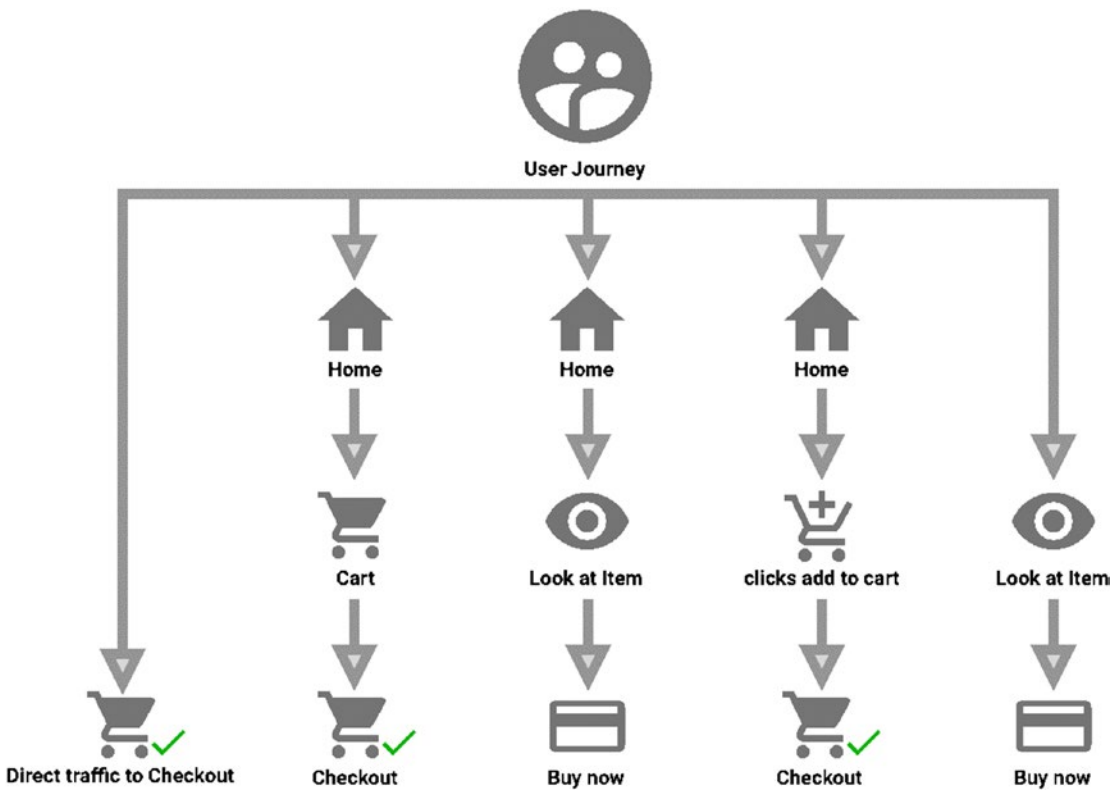 User Journey
Home
Home
Home
Cart
Look at Item
clicks add to cart
Look at Item
Direct traffic to Checkout
Checkout
Buy now
Checkout
Buy now